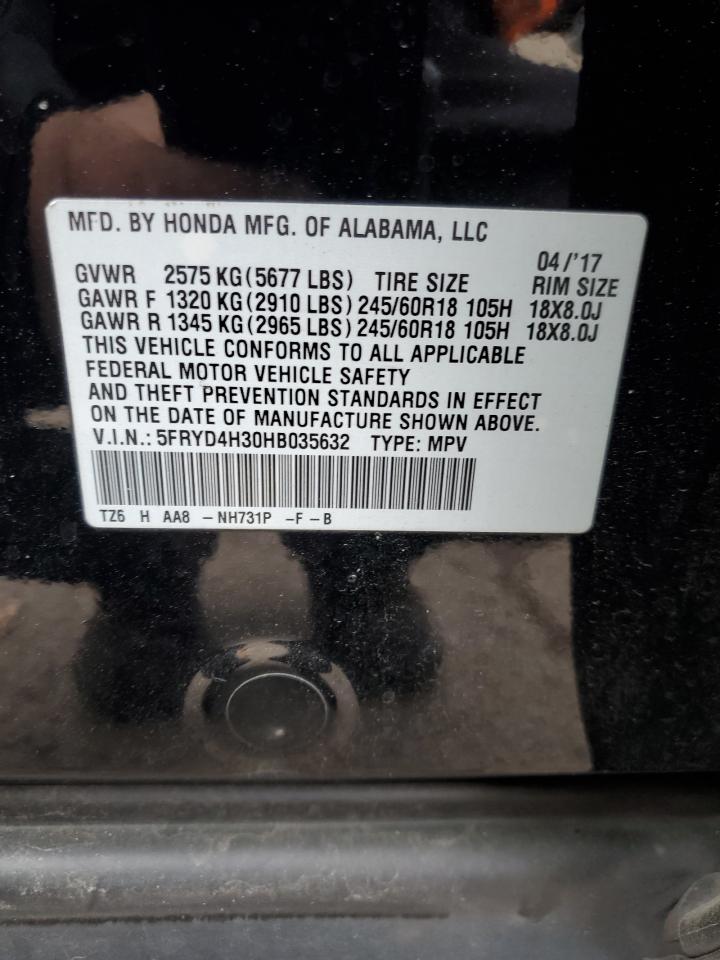 MFD. BY HONDA MFG. OF ALABAMA, LLC
04/'17
GVWR 2575 KG (5677 LBS) TIRE SIZE RIM SIZE
GAWR F 1320 KG (2910 LBS) 245/60R18 105H 18X8.0J
GAWR R 1345 KG (2965 LBS) 245/60R18 105H 18X8.0J
THIS VEHICLE CONFORMS TO ALL APPLICABLE
FEDERAL MOTOR VEHICLE SAFETY
AND THEFT PREVENTION STANDARDS IN EFFECT
ON THE DATE OF MANUFACTURE SHOWN ABOVE.
V.I.N.: 5FRYD4H30HB035632 TYPE: MPV
TZ6 H AA8 -NH731P -F -B